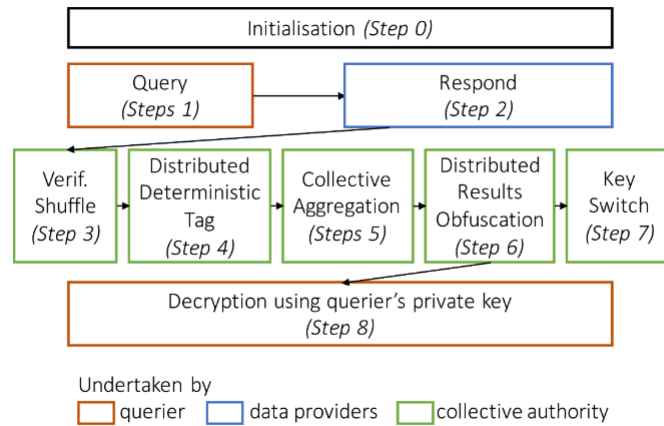 Initialisation (Step 0)
Query
(Steps 1)
Respond
(Step 2)
Verif.
Shuffle
(Step 3)
Distributed
Deterministic
Tag
(Step 4)
Collective
Aggregation
(Steps 5)
Distributed
Results
Obfuscation
(Step 6)
Key
Switch
(Step 7)
Decryption using querier's private key
(Step 8)
Undertaken by
querier
data providers
collective authority